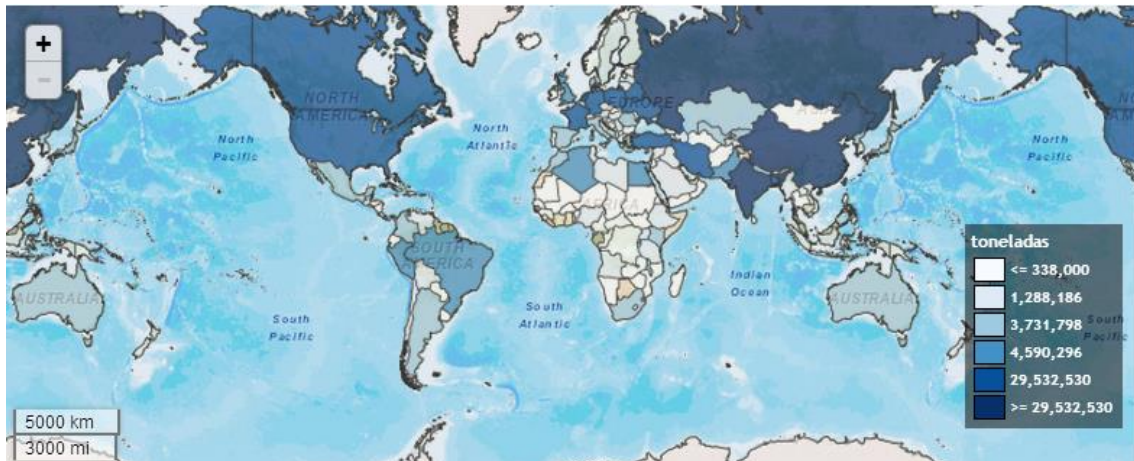 +
−
NORTH
AMERICA
EUROPE
ASIA
North
Pacific
North
Atlantic
North
Pacific
AFRICA
SOUTH
AMERICA
AUSTRALIA
South
Pacific
South
Atlantic
Indian
Ocean
AUSTRALIA
South
Pacific
toneladas
<= 338,000
1,288,186
3,731,798
4,590,296
29,532,530
>= 29,532,530
5000 km
3000 mi